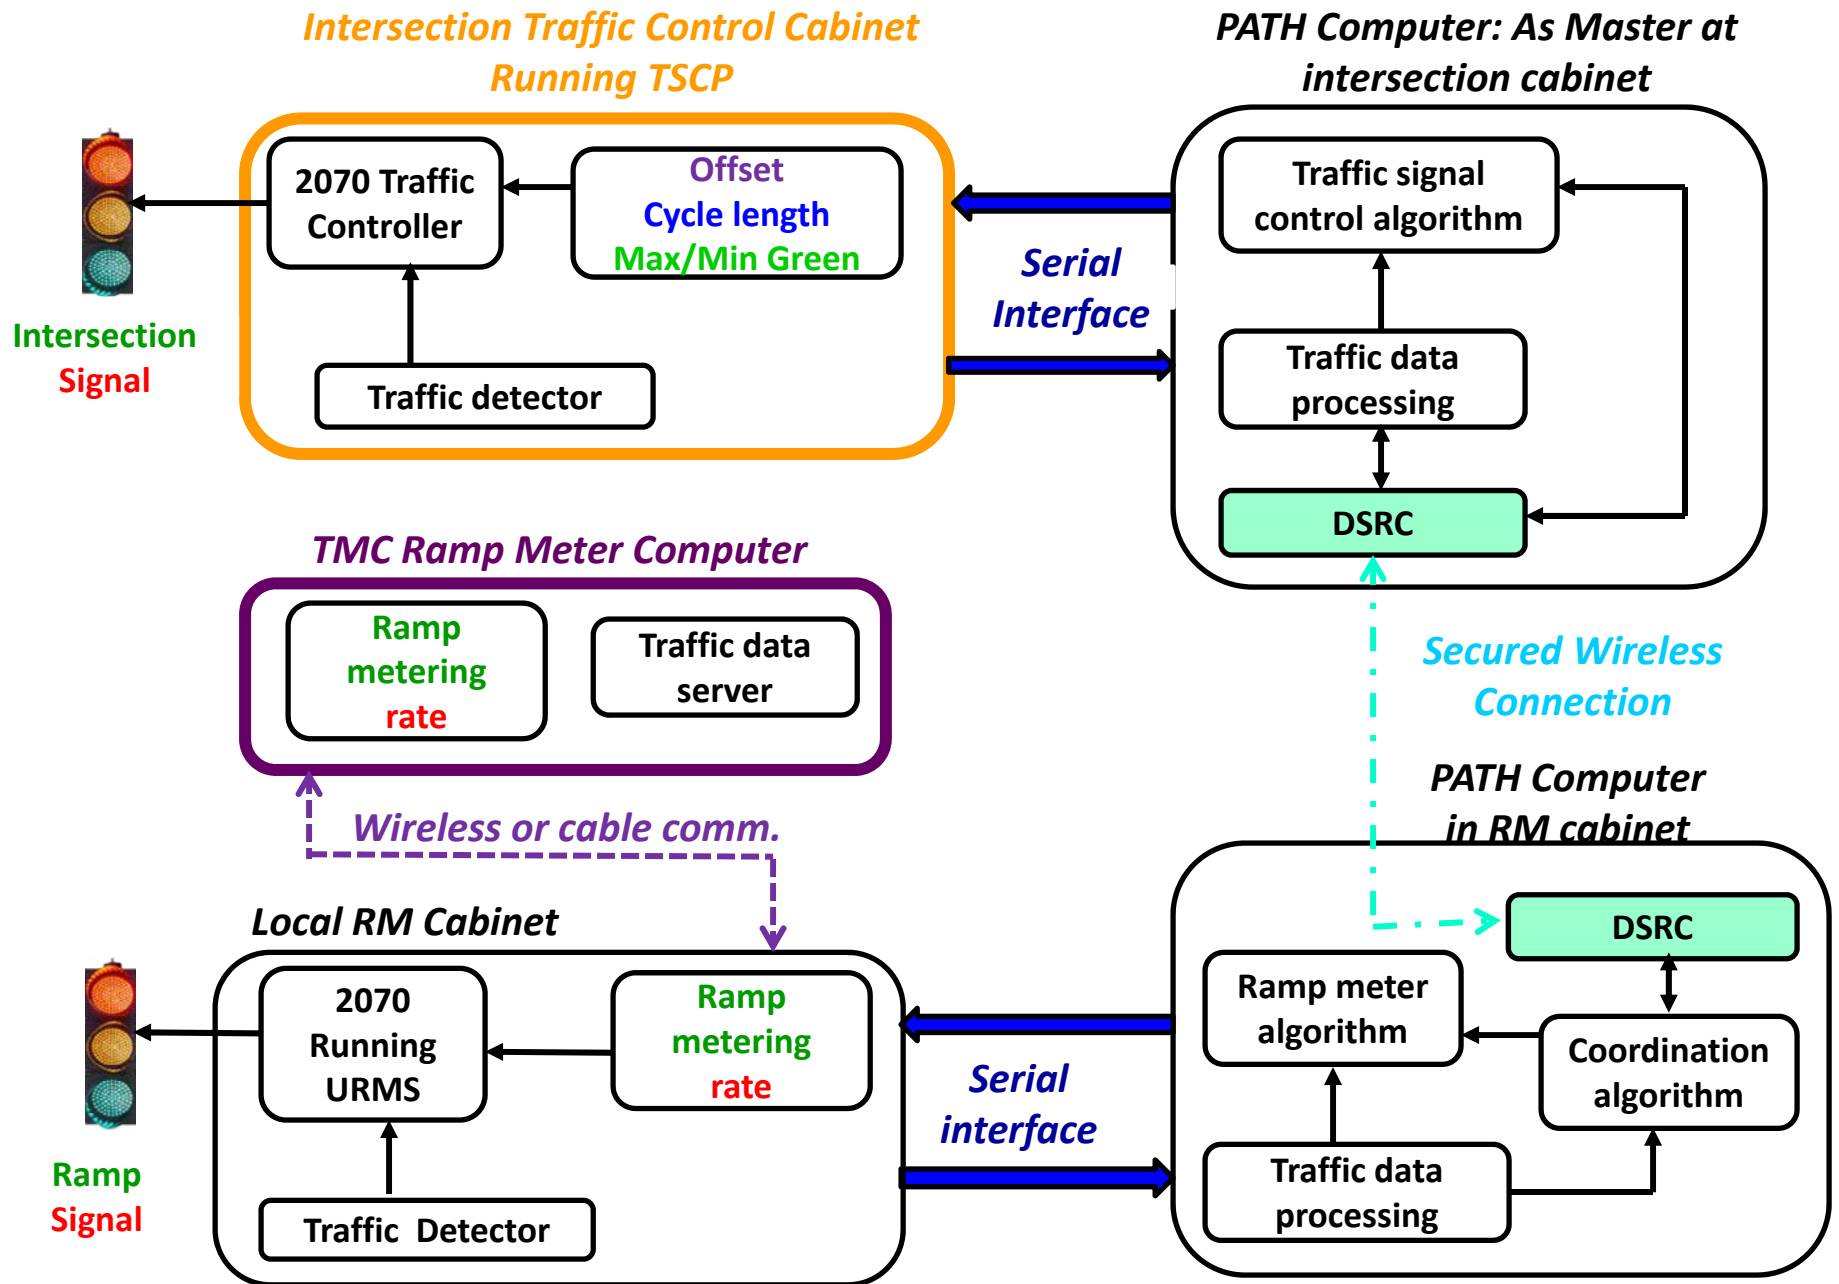 Intersection Traffic Control Cabinet
Running TSCP
PATH Computer: As Master at
intersection cabinet
2070 Traffic
Controller
Offset
Cycle length
Max/Min Green
Traffic detector
Intersection
Signal
Serial
Interface
Traffic signal
control algorithm
Traffic data
processing
DSRC
TMC Ramp Meter Computer
Ramp
metering
rate
Traffic data
server
Secured Wireless
Connection
Wireless or cable comm.
PATH Computer
in RM cabinet
Local RM Cabinet
2070
Running
URMS
Ramp
metering
rate
Traffic  Detector
Ramp
Signal
Serial
interface
DSRC
Ramp meter
algorithm
Coordination
algorithm
Traffic data
processing